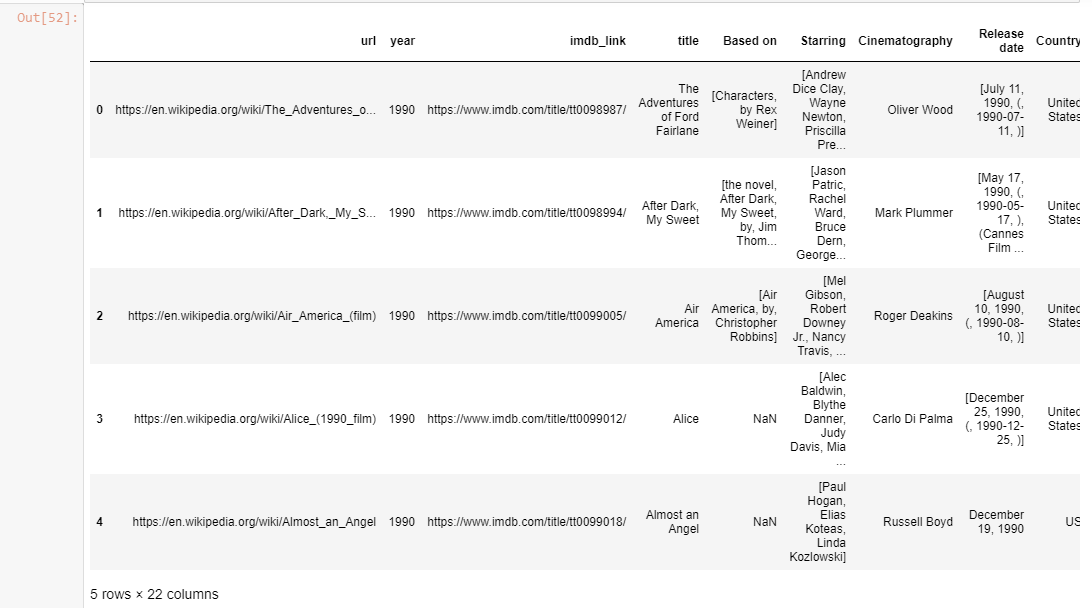 Out[52]:
url year imdb_link title Based on Starring Cinematography Release date Country
0 https://en.wikipedia.org/wiki/The_Adventures_o... 1990 https://www.imdb.com/title/tt0098987/ The Adventures of Ford Fairlane [Characters, by Rex Weiner] [Andrew Dice Clay, Wayne Newton, Priscilla Pre... Oliver Wood [July 11, 1990, (, 1990-07-11, )] United States
1 https://en.wikipedia.org/wiki/After_Dark,_My_S... 1990 https://www.imdb.com/title/tt0098994/ After Dark, My Sweet [the novel, After Dark, My Sweet, by, Jim Thom... [Jason Patric, Rachel Ward, Bruce Dern, George... Mark Plummer [May 17, 1990, (, 1990-05-17, ), (Cannes Film ... United States
2 https://en.wikipedia.org/wiki/Air_America_(film) 1990 https://www.imdb.com/title/tt0099005/ Air America [Air America, by, Christopher Robbins] [Mel Gibson, Robert Downey Jr., Nancy Travis, ... Roger Deakins [August 10, 1990, (, 1990-08-10, )] United States
3 https://en.wikipedia.org/wiki/Alice_(1990_film) 1990 https://www.imdb.com/title/tt0099012/ Alice NaN [Alec Baldwin, Blythe Danner, Judy Davis, Mia ... Carlo Di Palma [December 25, 1990, (, 1990-12-25, )] United States
4 https://en.wikipedia.org/wiki/Almost_an_Angel 1990 https://www.imdb.com/title/tt0099018/ Almost an Angel NaN [Paul Hogan, Elias Koteas, Linda Kozlowski] Russell Boyd December 19, 1990 US
5 rows × 22 columns